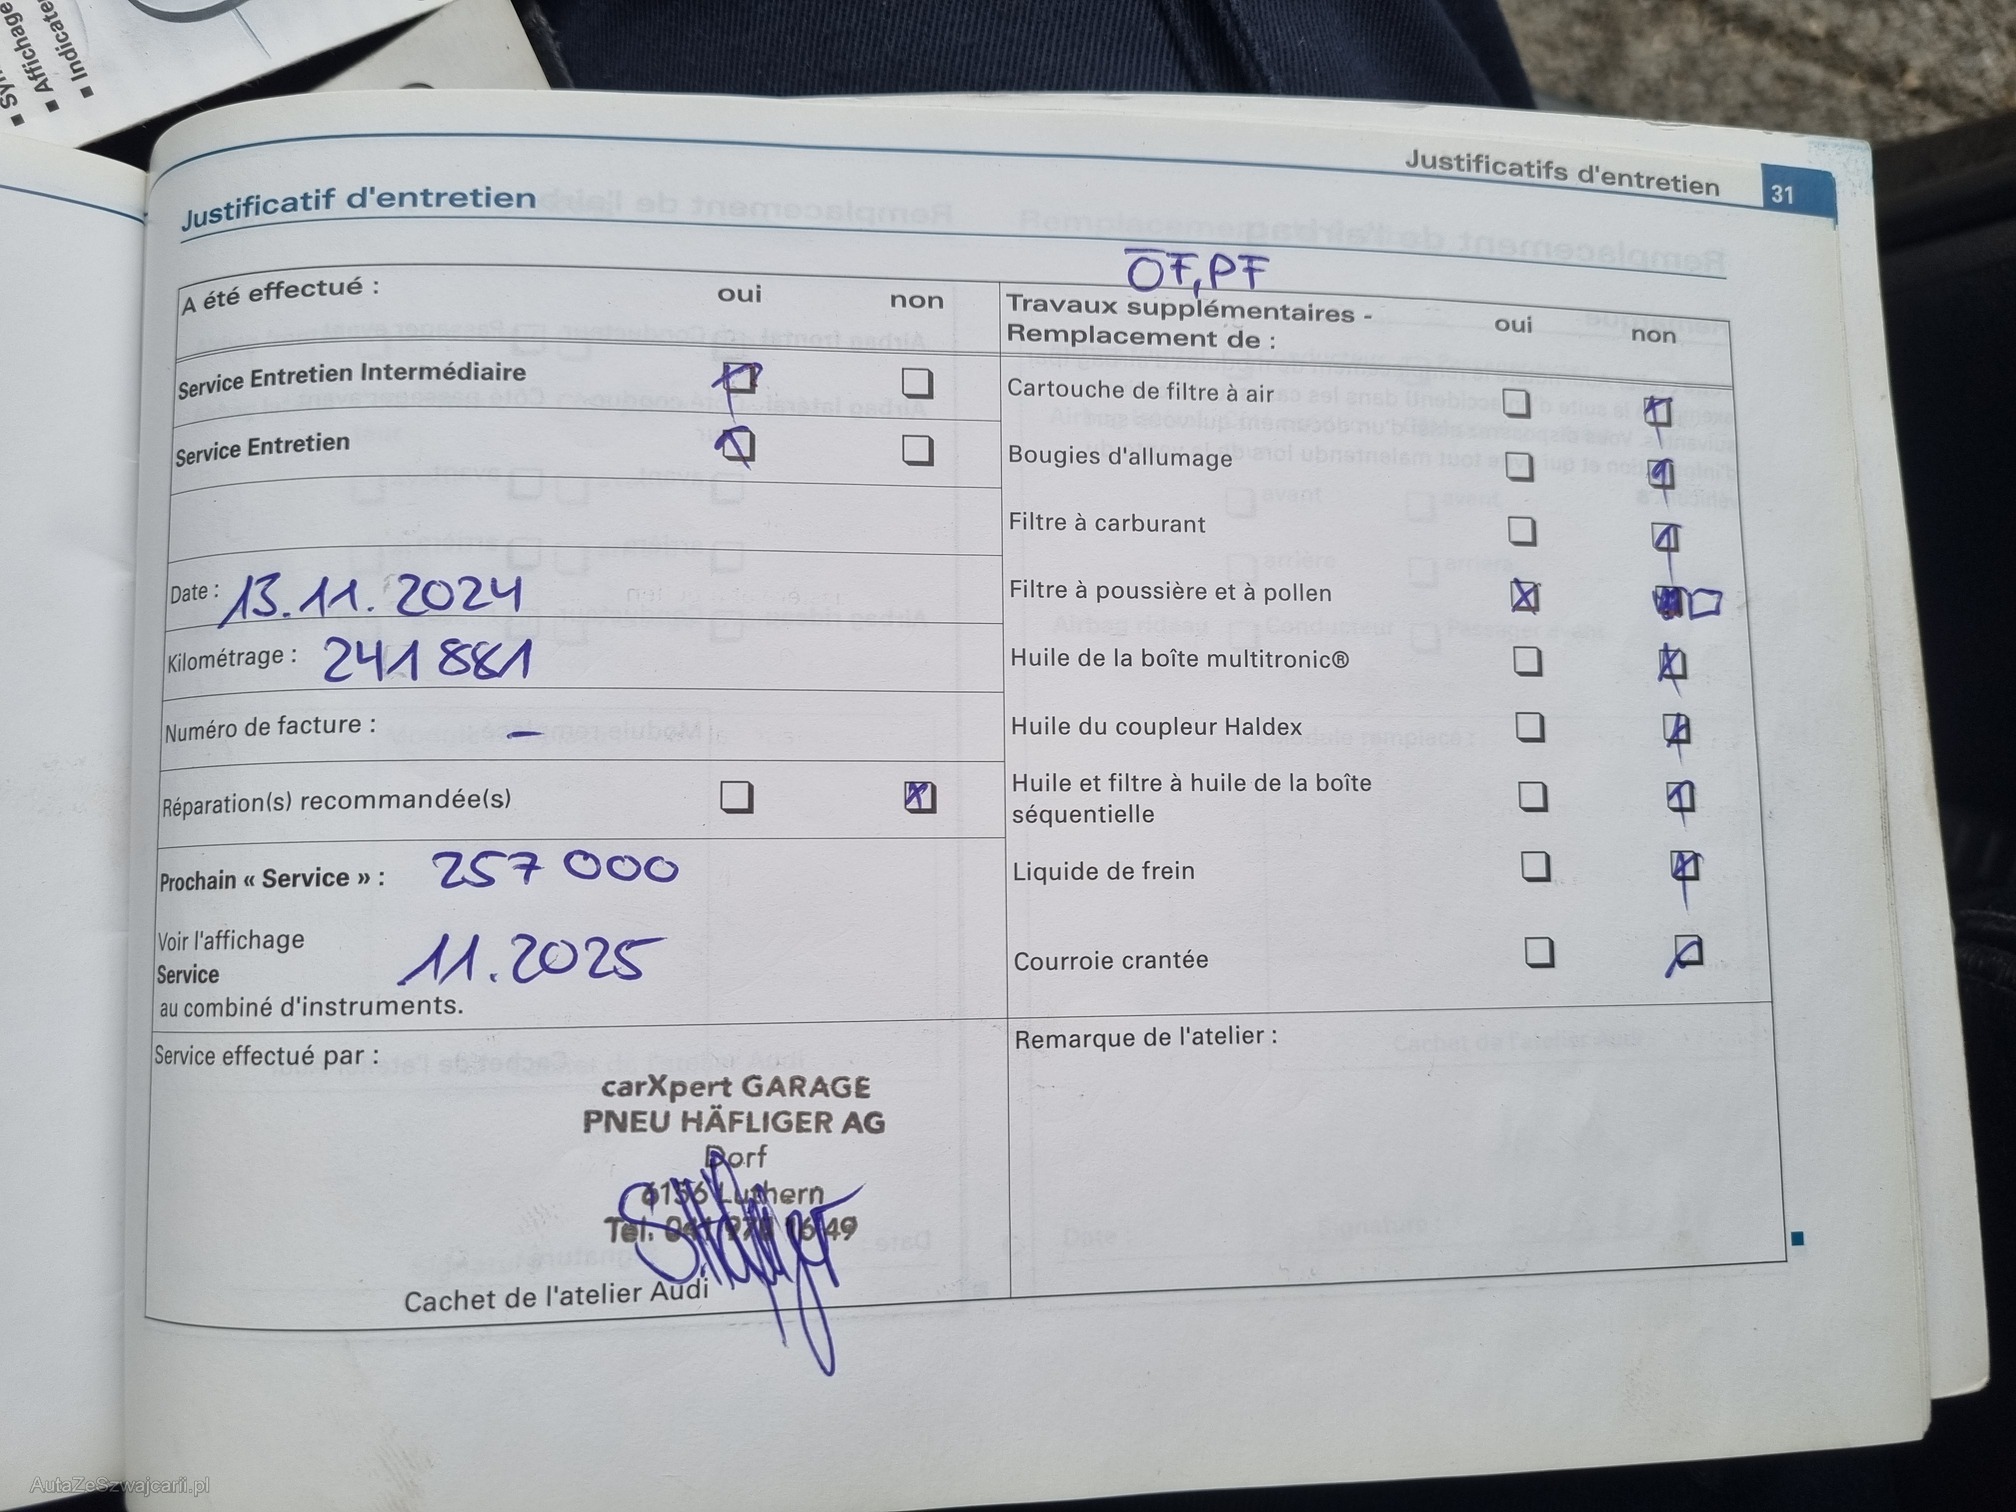 Affichage
Indicate
Justificatifs d'entretien 31
Justificatif d'entretien
A été effectué : oui non
Service Entretien Intermédiaire
Service Entretien
Date : 13.11.2024
Kilométrage : 241 881
Numéro de facture : –
Réparation(s) recommandée(s)
Prochain « Service » : 257 000
Voir l'affichage
Service 11.2025
au combiné d'instruments.
Service effectué par :
carXpert GARAGE
PNEU HÄFLIGER AG
Dorf
6156 Luthern
Tel. 041
Cachet de l'atelier Audi
ÖF, PF
Travaux supplémentaires -
Remplacement de : oui non
Cartouche de filtre à air
Bougies d'allumage
Filtre à carburant
Filtre à poussière et à pollen
Huile de la boîte multitronic®
Huile du coupleur Haldex
Huile et filtre à huile de la boîte
séquentielle
Liquide de frein
Courroie crantée
Remarque de l'atelier :
AutaZeSzwajcarii.pl